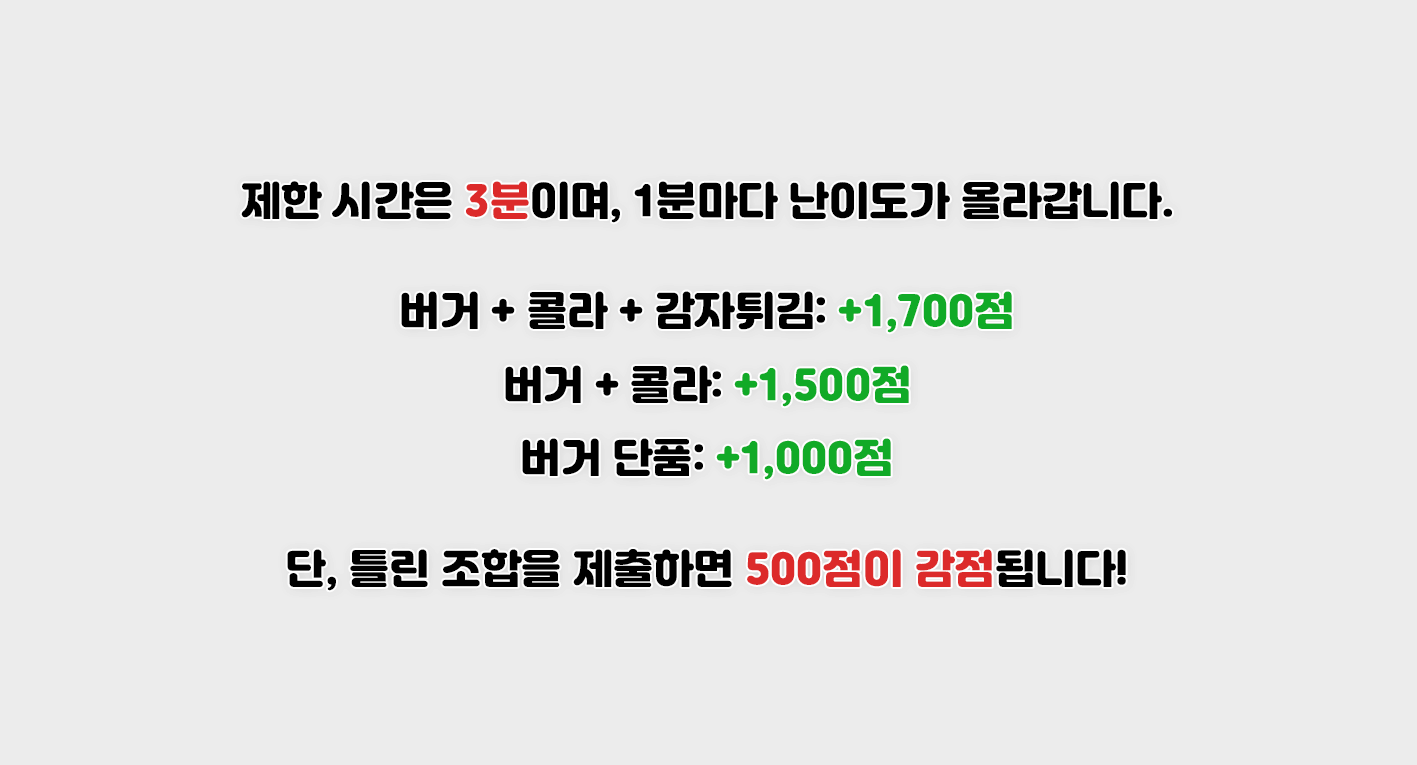 제한 시간은 3분이며, 1분마다 난이도가 올라갑니다.
버거 + 콜라 + 감자튀김: +1,700점
버거 + 콜라: +1,500점
버거 단품: +1,000점
단, 틀린 조합을 제출하면 500점이 감점됩니다!